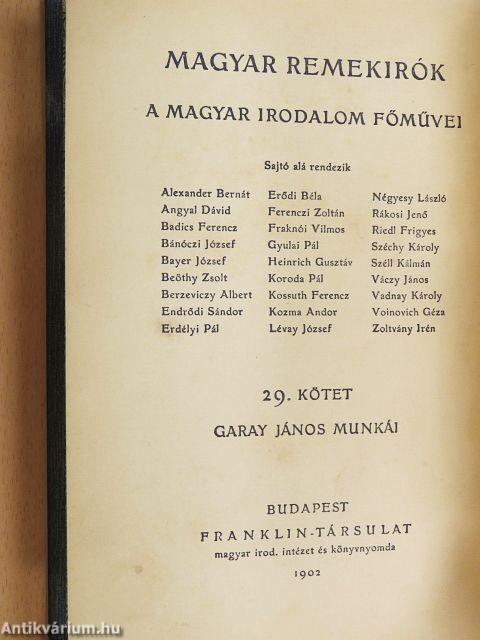 MAGYAR REMEKIRÓK
A MAGYAR IRODALOM FŐMŰVEI
Sajtó alá rendezik
Alexander Bernát
Angyal Dávid
Badics Ferencz
Bánóczi József
Bayer József
Beöthy Zsolt
Berzeviczy Albert
Endrődi Sándor
Erdélyi Pál
Erődi Béla
Ferenczi Zoltán
Fraknói Vilmos
Gyulai Pál
Heinrich Gusztáv
Koroda Pál
Kossuth Ferencz
Kozma Andor
Lévay József
Négyesy László
Rákosi Jenő
Riedl Frigyes
Széchy Károly
Széll Kálmán
Váczy János
Vadnay Károly
Voinovich Géza
Zoltvány Irén
29. KÖTET
GARAY JÁNOS MUNKÁI
BUDAPEST
FRANKLIN-TÁRSULAT
magyar irod. intézet és könyvnyomda
1902
Antikvárium.hu